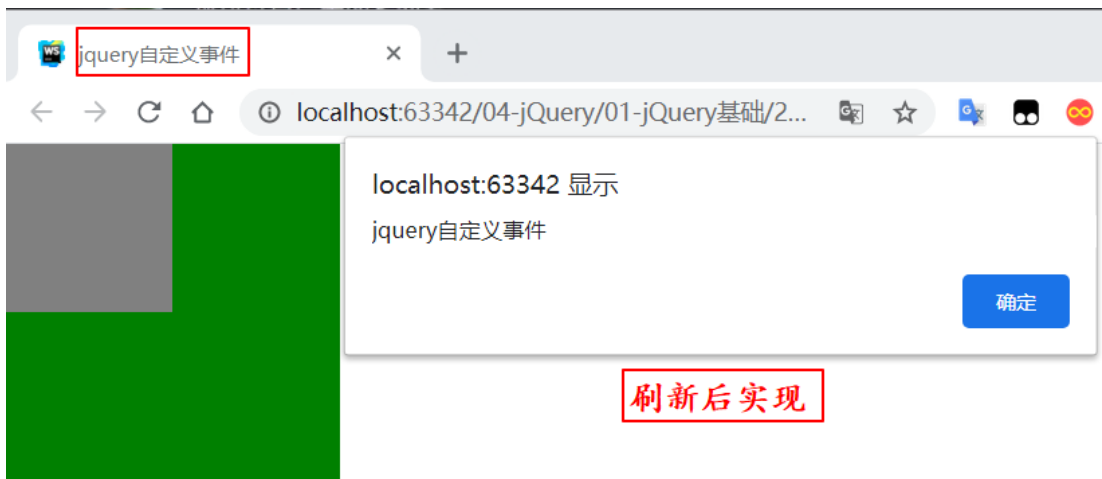 jquery自定义事件
localhost:63342/04-jQuery/01-jQuery基础/2...
localhost:63342 显示
jquery自定义事件
确定
刷新后实现